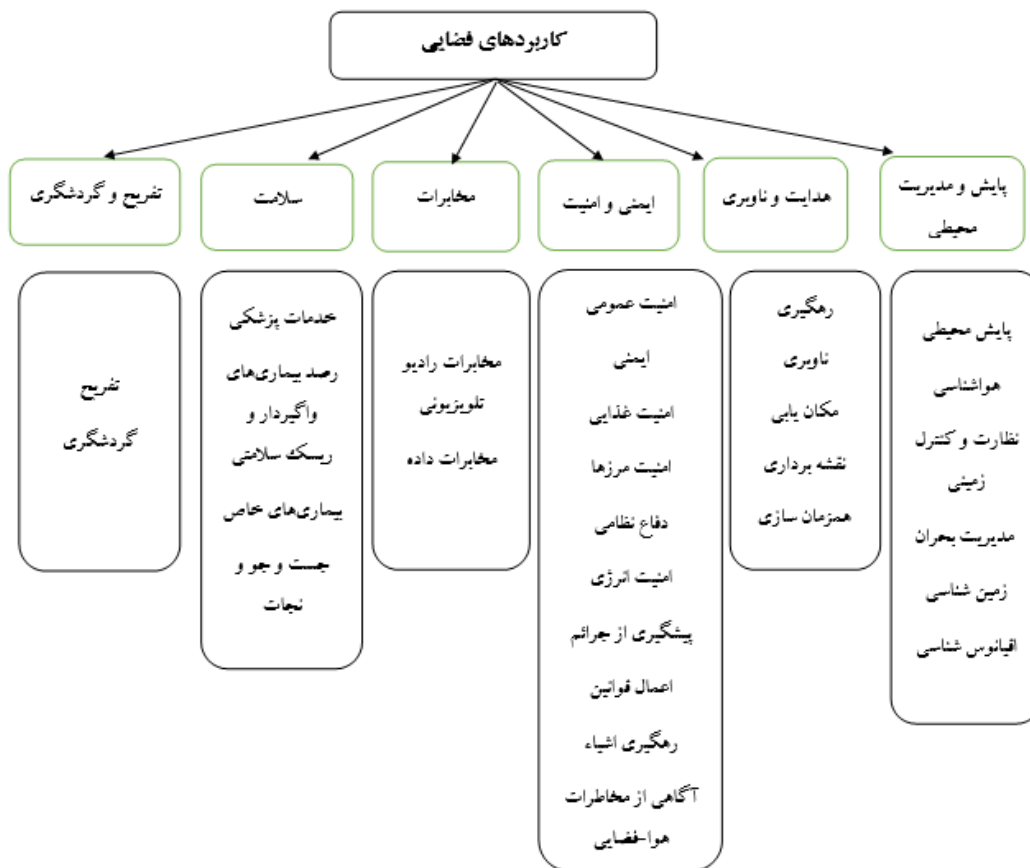 کاربردهای فضایی
پایش و مدیریت
محیطی
هدایت و ناوبری
ایمنی و امنیت
مخابرات
سلامت
تفریح و گردشگری
پایش محیطی
هواشناسی
نظارت و کنترل
زمینی
مدیریت بحران
زمین شناسی
اقیانوس شناسی
رهگیری
ناوبری
مکان یابی
نقشه برداری
همزمان سازی
امنیت عمومی
ایمنی
امنیت غذایی
امنیت مرزها
دفاع نظامی
امنیت انرژی
پیشگیری از جرائم
اعمال قوانین
رهگیری اشیاء
آگاهی از مخاطرات
هوا-فضایی
مخابرات رادیو
تلویزیونی
مخابرات داده
خدمات پزشکی
رصد بیماری‌های
واگیردار و
ریسک سلامتی
بیماری‌های خاص
جست و جو و
نجات
تفریح
گردشگری